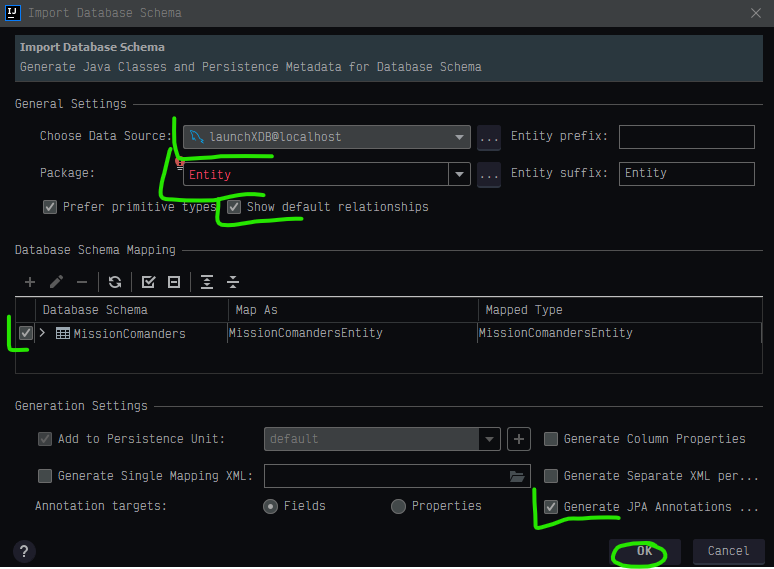 IJ Import Database Schema
Import Database Schema
Generate Java Classes and Persistence Metadata for Database Schema
General Settings
Choose Data Source: launchXDB@localhost ... Entity prefix:
Package: Entity ... Entity suffix: Entity
Prefer primitive types Show default relationships
Database Schema Mapping
Database Schema Map As Mapped Type
MissionComanders MissionComandersEntity MissionComandersEntity
Generation Settings
Add to Persistence Unit: default Generate Column Properties
Generate Single Mapping XML: Generate Separate XML per...
Annotation targets: Fields Properties Generate JPA Annotations ...
? OK Cancel